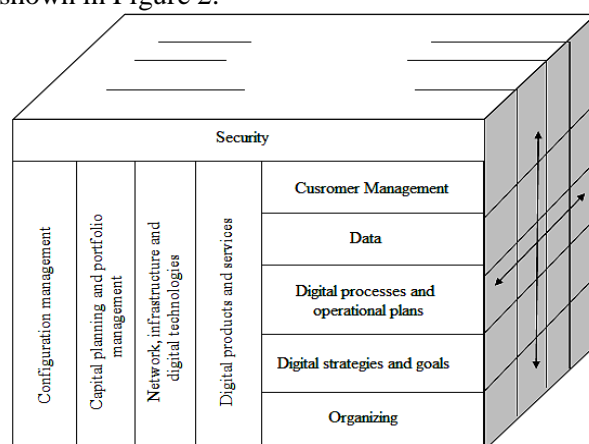 shown in Figure 2.
Security
Configuration management
Capital planning and portfolio
management
Network, infrastructure and
digital technologies
Digital products and services
Cusromer Management
Data
Digital processes and
operational plans
Digital strategies and goals
Organizing